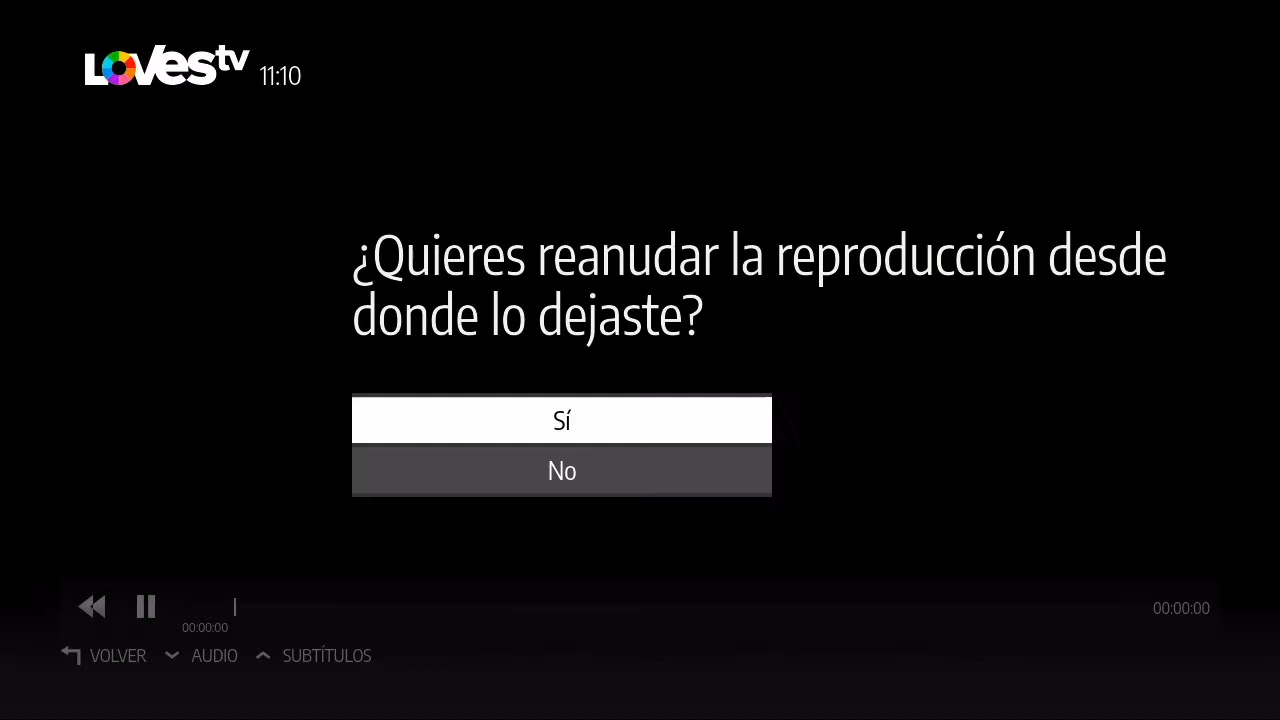 LOVEStv 11:10
¿Quieres reanudar la reproducción desde
donde lo dejaste?
Sí
No
00:00:00
00:00:00
VOLVER AUDIO SUBTÍTULOS